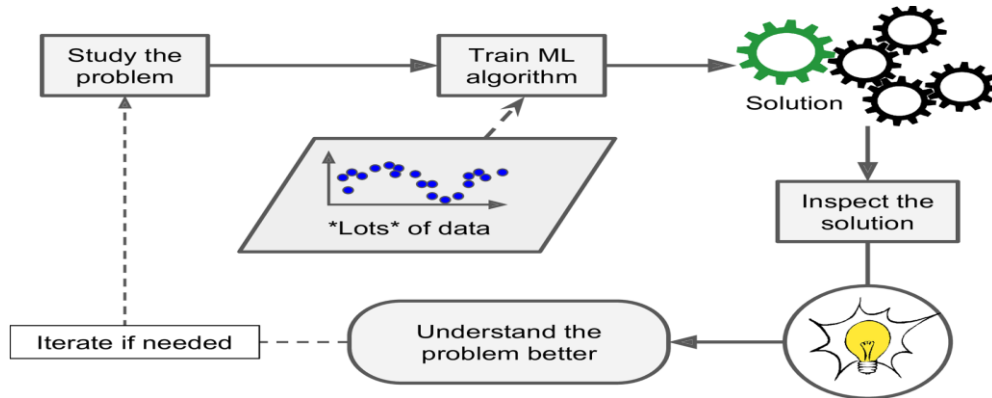 Study the
problem
Train ML
algorithm
Solution
*Lots* of data
Inspect the
solution
Understand the
problem better
Iterate if needed